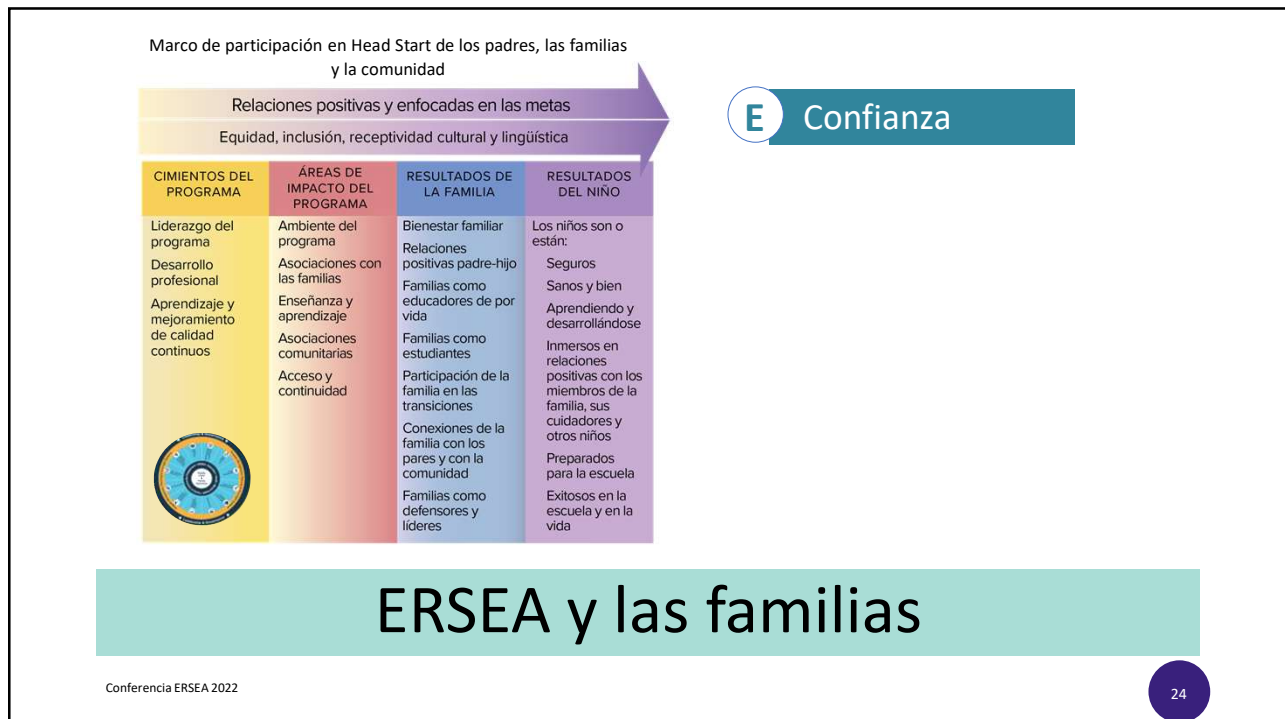 Marco de participación en Head Start de los padres, las familias
y la comunidad
Relaciones positivas y enfocadas en las metas
Equidad, inclusión, receptividad cultural y lingüística
CIMIENTOS DEL
PROGRAMA
Liderazgo del
programa
Desarrollo
profesional
Aprendizaje y
mejoramiento
de calidad
continuos
ÁREAS DE
IMPACTO DEL
PROGRAMA
Ambiente del
programa
Asociaciones con
las familias
Enseñanza y
aprendizaje
Asociaciones
comunitarias
Acceso y
continuidad
RESULTADOS DE
LA FAMILIA
Bienestar familiar
Relaciones
positivas padre-hijo
Familias como
educadores de por
vida
Familias como
estudiantes
Participación de la
familia en las
transiciones
Conexiones de la
familia con los
pares y con la
comunidad
Familias como
defensores y
líderes
RESULTADOS
DEL NIÑO
Los niños son o
están:
Seguros
Sanos y bien
Aprendiendo y
desarrollándose
Inmersos en
relaciones
positivas con los
miembros de la
familia, sus
cuidadores y
otros niños
Preparados
para la escuela
Exitosos en la
escuela y en la
vida
E Confianza
ERSEA y las familias
Conferencia ERSEA 2022
24